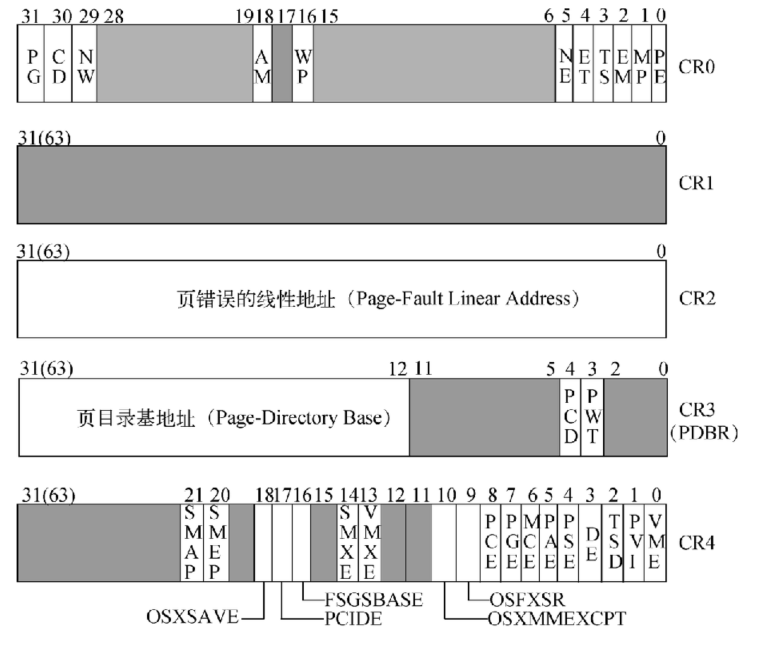 31 30 29 28 19 18 17 16 15 6 5 4 3 2 1 0
PG CD NW AM WP NE ET TS EM MP PE CR0
31(63) 0
CR1
31(63) 0
页错误的线性地址（Page-Fault Linear Address） CR2
31(63) 12 11 5 4 3 2 0
页目录基地址（Page-Directory Base） PCD PWT CR3
(PDBR)
31(63) 21 20 18 17 16 15 14 13 12 11 10 9 8 7 6 5 4 3 2 1 0
SMAP SMEP SMXE VMXE PCE PGE MCE PAE PSE DE TSD PVI VME CR4
FSGSBASE OSFXSR
OSXSAVE PCIDE OSXMMEXCPT